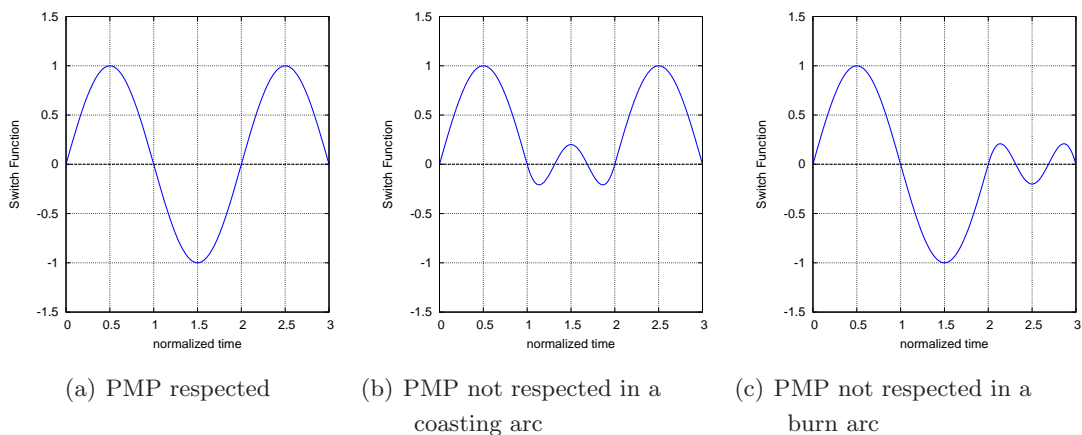 1.5
1
0.5
0
-0.5
-1
-1.5
Switch Function
0 0.5 1 1.5 2 2.5 3
normalized time
(a) PMP respected
1.5
1
0.5
0
-0.5
-1
-1.5
Switch Function
0 0.5 1 1.5 2 2.5 3
normalized time
(b) PMP not respected in a
coasting arc
1.5
1
0.5
0
-0.5
-1
-1.5
Switch Function
0 0.5 1 1.5 2 2.5 3
normalized time
(c) PMP not respected in a
burn arc